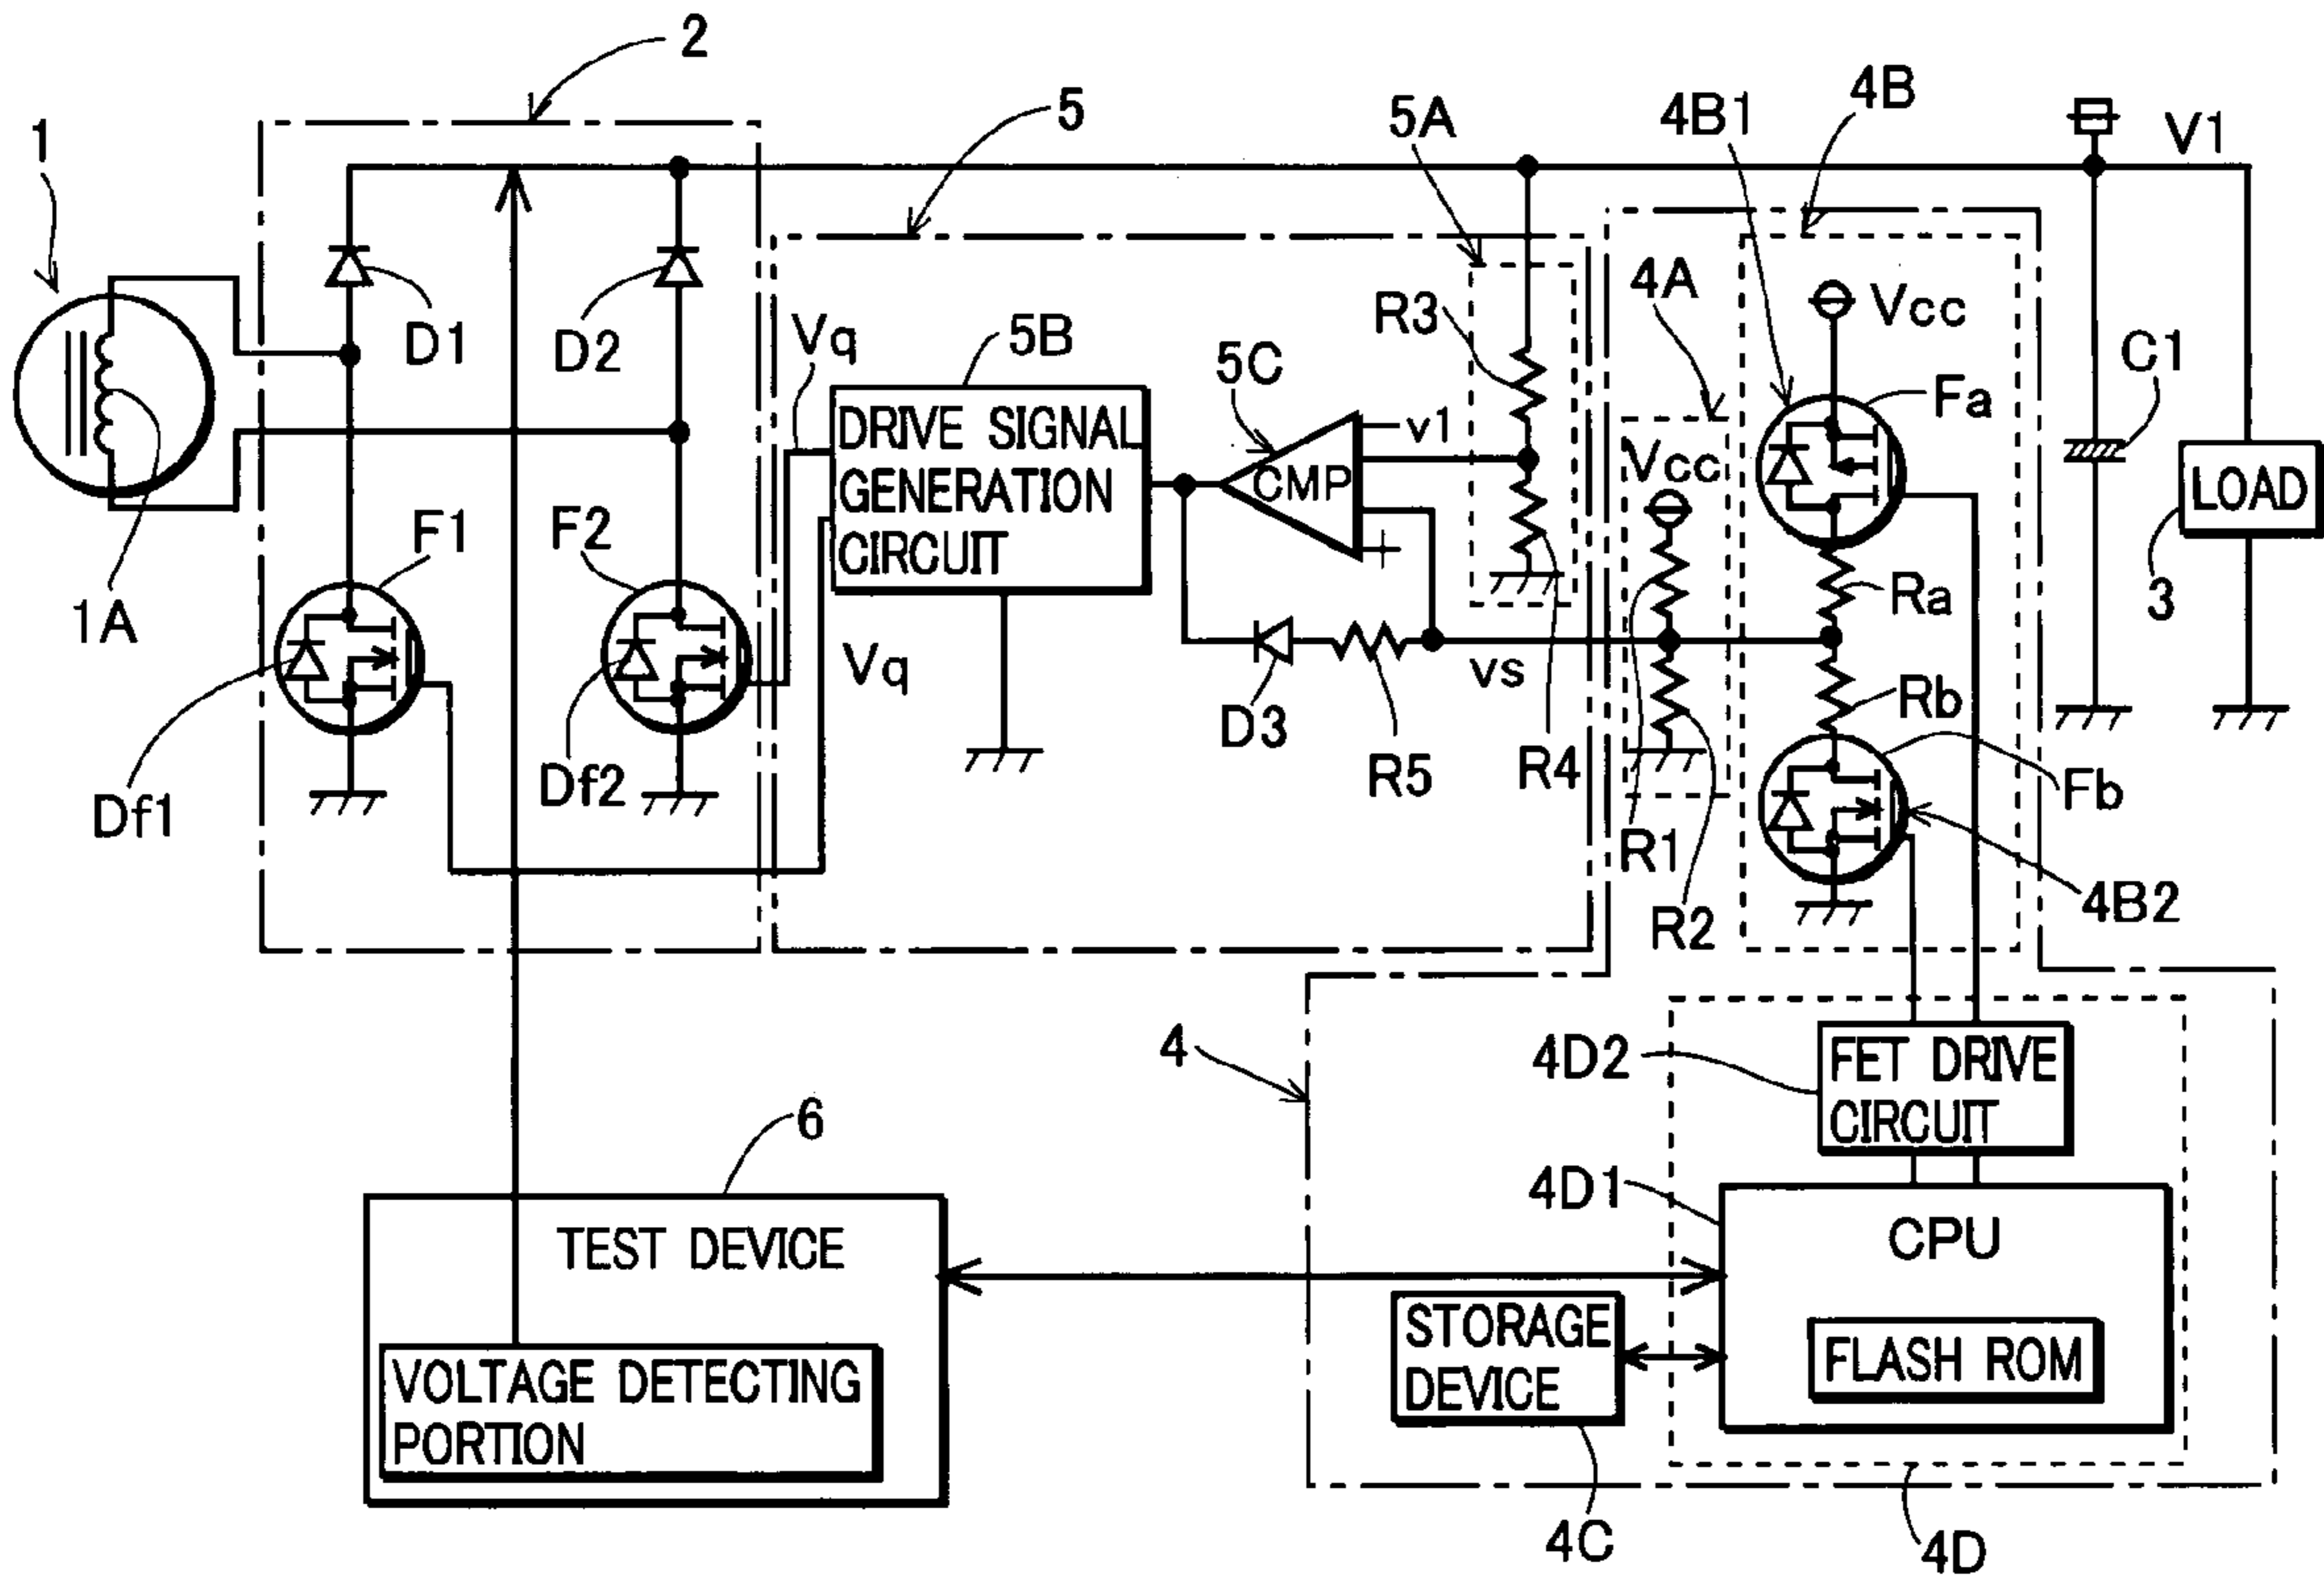 2
1
5
5A
4B1
4B
V1
D1
D2
Vq
5B
5C
R3
4A
Vcc
Fa
C1
DRIVE SIGNAL
GENERATION
CIRCUIT
CMP
v1
+
Vcc
LOAD
3
1A
F1
F2
Vq
Ra
vs
D3
R5
R4
Rb
Df1
Df2
R1
R2
Fb
4B2
4
4D2
FET DRIVE
CIRCUIT
6
4D1
TEST DEVICE
CPU
STORAGE
DEVICE
FLASH ROM
VOLTAGE DETECTING
PORTION
4C
4D